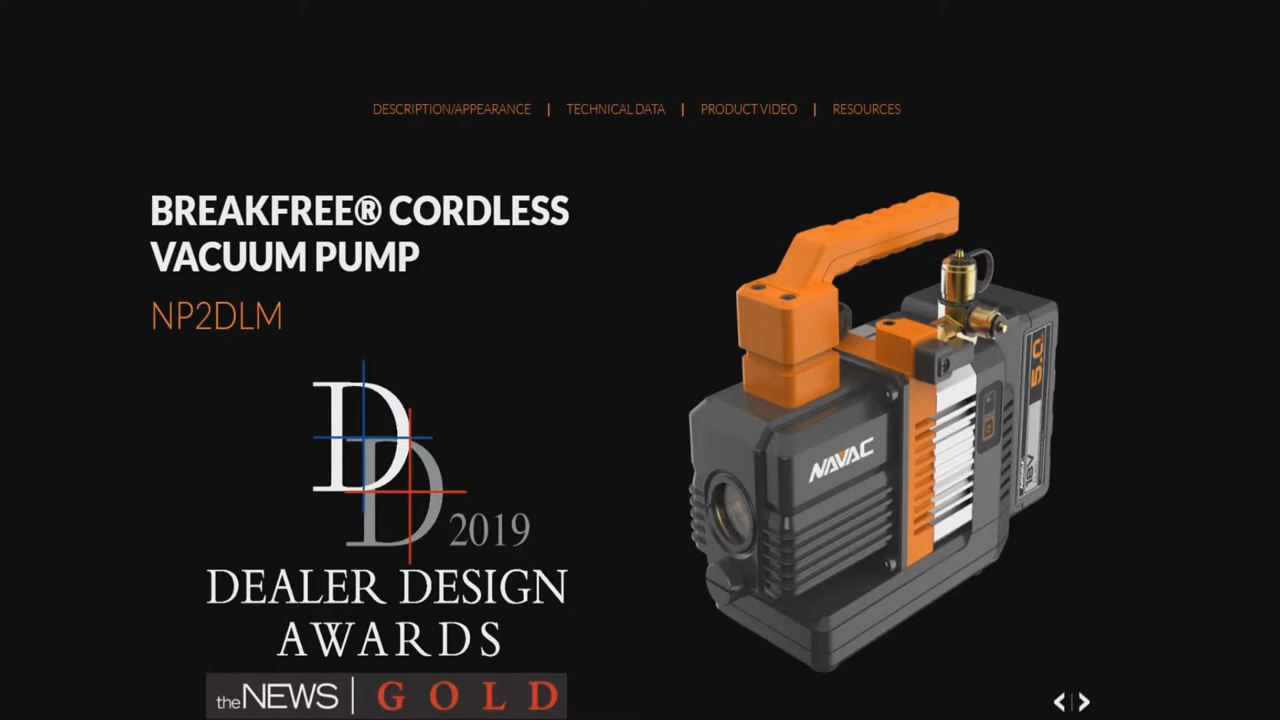 DESCRIPTION/APPEARANCE | TECHNICAL DATA | PRODUCT VIDEO | RESOURCES
BREAKFREE® CORDLESS
VACUUM PUMP
NP2DLM
DD 2019
DEALER DESIGN
AWARDS
theNEWS | GOLD
NAVAC
5.0
18V